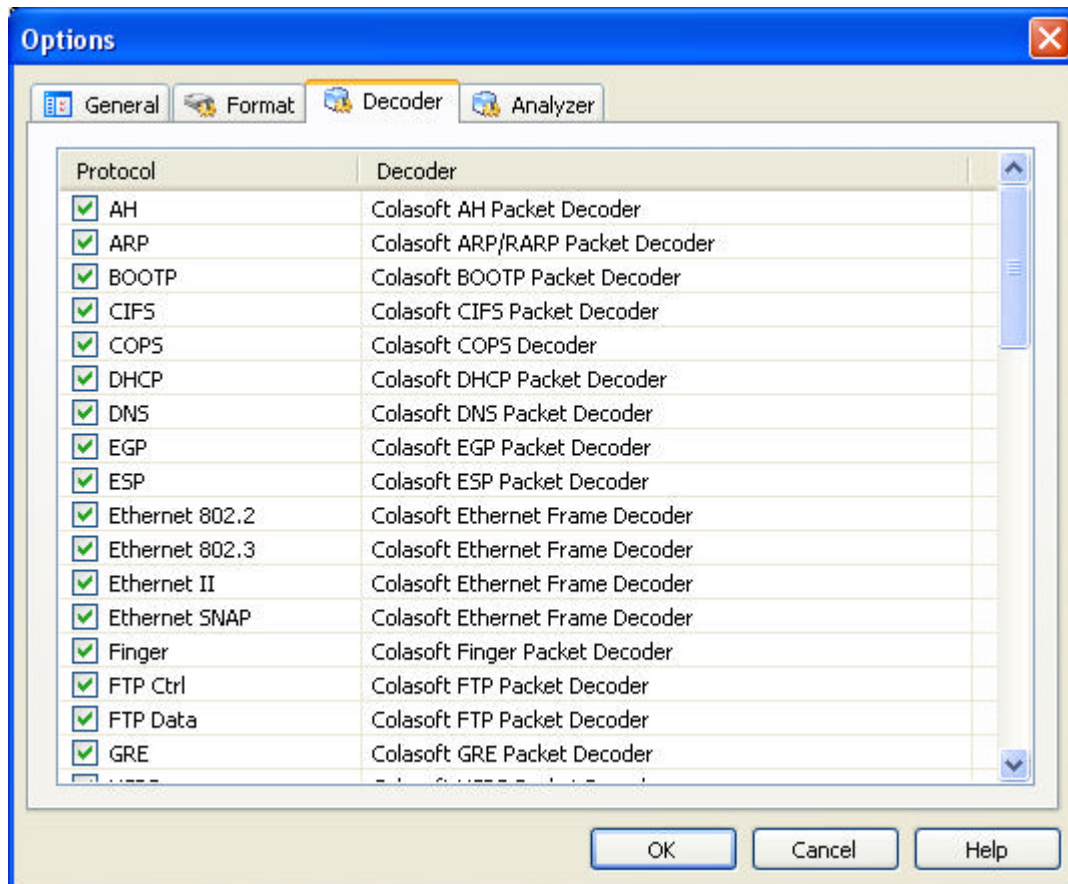 Options
General Format Decoder Analyzer
Protocol Decoder
AH Colasoft AH Packet Decoder
ARP Colasoft ARP/RARP Packet Decoder
BOOTP Colasoft BOOTP Packet Decoder
CIFS Colasoft CIFS Packet Decoder
COPS Colasoft COPS Decoder
DHCP Colasoft DHCP Packet Decoder
DNS Colasoft DNS Packet Decoder
EGP Colasoft EGP Packet Decoder
ESP Colasoft ESP Packet Decoder
Ethernet 802.2 Colasoft Ethernet Frame Decoder
Ethernet 802.3 Colasoft Ethernet Frame Decoder
Ethernet II Colasoft Ethernet Frame Decoder
Ethernet SNAP Colasoft Ethernet Frame Decoder
Finger Colasoft Finger Packet Decoder
FTP Ctrl Colasoft FTP Packet Decoder
FTP Data Colasoft FTP Packet Decoder
GRE Colasoft GRE Packet Decoder
OK Cancel Help